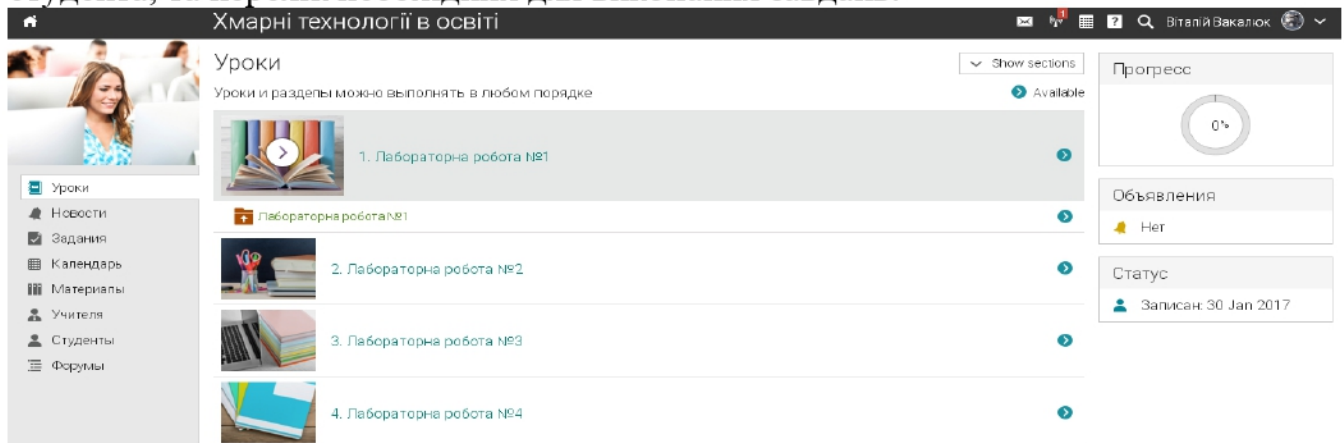 Хмарні технології в освіті
1
?
Віталій Вакалюк
Уроки
Новости
Задания
Календарь
Материалы
Учителя
Студенты
Форумы
Уроки
Show sections
Уроки и разделы можно выполнять в любом порядке
Available
1. Лабораторна робота №1
Лабораторна робота №1
2. Лабораторна робота №2
3. Лабораторна робота №3
4. Лабораторна робота №4
Прогресс
0%
Объявления
Нет
Статус
Записан: 30 Jan 2017